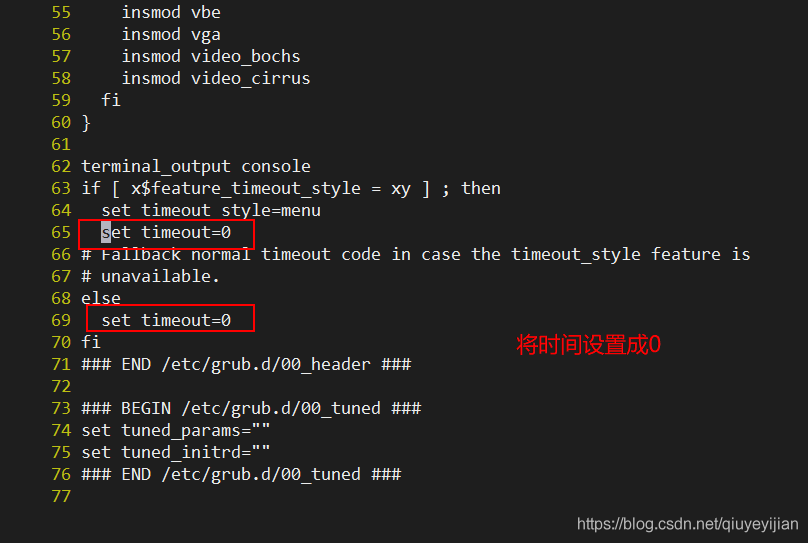 55     insmod vbe
56     insmod vga
57     insmod video_bochs
58     insmod video_cirrus
59   fi
60 }
61
62 terminal_output console
63 if [ x$feature_timeout_style = xy ] ; then
64   set timeout_style=menu
65   set timeout=0
66 # Fallback normal timeout code in case the timeout_style feature is
67 # unavailable.
68 else
69   set timeout=0
70 fi
将时间设置成0
71 ### END /etc/grub.d/00_header ###
72
73 ### BEGIN /etc/grub.d/00_tuned ###
74 set tuned_params=""
75 set tuned_initrd=""
76 ### END /etc/grub.d/00_tuned ###
77
https://blog.csdn.net/qiuyeyijian